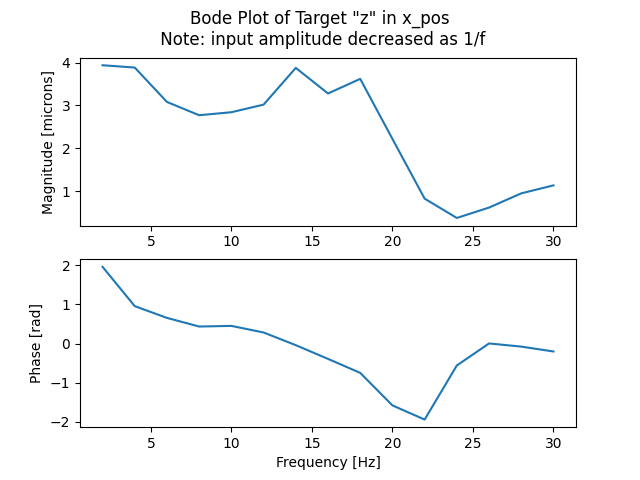 Bode Plot of Target "z" in x_pos
Note: input amplitude decreased as 1/f
Magnitude [microns]
4
3
2
1
5 10 15 20 25 30
Phase [rad]
2
1
0
−1
−2
5 10 15 20 25 30
Frequency [Hz]